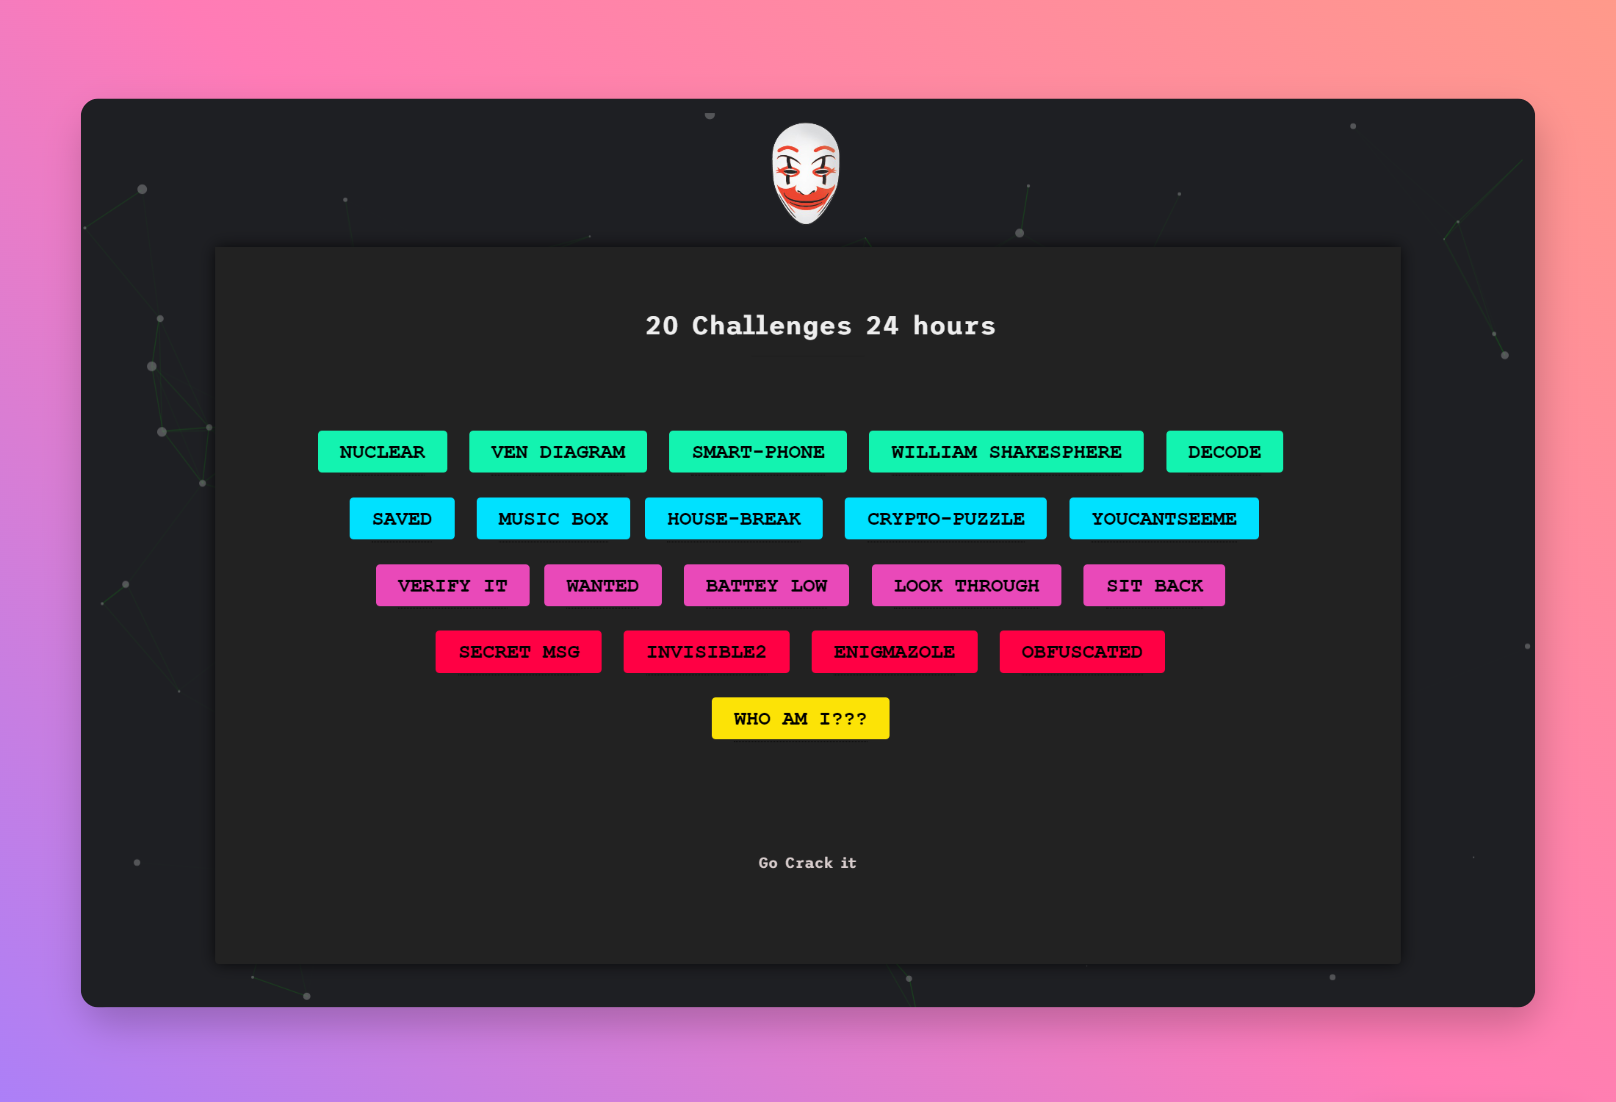 20 Challenges 24 hours
NUCLEAR VEN DIAGRAM SMART-PHONE WILLIAM SHAKESPHERE DECODE
SAVED MUSIC BOX HOUSE-BREAK CRYPTO-PUZZLE YOUCANTSEEME
VERIFY IT WANTED BATTEY LOW LOOK THROUGH SIT BACK
SECRET MSG INVISIBLE2 ENIGMAZOLE OBFUSCATED
WHO AM I???
Go Crack it